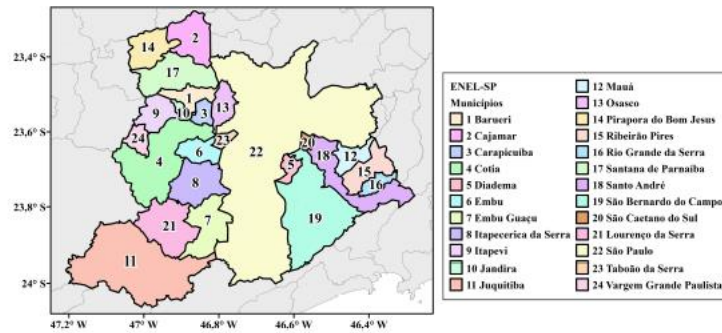 23,4° S
23,6° S
23,8° S
24° S
47,2° W
47° W
46,8° W
46,6° W
46,4° W
14
2
17
1
9
10
3
13
24
23
4
6
22
20
5
18
12
15
16
8
19
21
7
11
ENEL-SP
Municípios
1 Barueri
2 Cajamar
3 Carapicuíba
4 Cotia
5 Diadema
6 Embu
7 Embu Guaçu
8 Itapecerica da Serra
9 Itapevi
10 Jandira
11 Juquitiba
12 Mauá
13 Osasco
14 Pirapora do Bom Jesus
15 Ribeirão Pires
16 Rio Grande da Serra
17 Santana de Parnaíba
18 Santo André
19 São Bernardo do Campo
20 São Caetano do Sul
21 Lourenço da Serra
22 São Paulo
23 Taboão da Serra
24 Vargem Grande Paulista